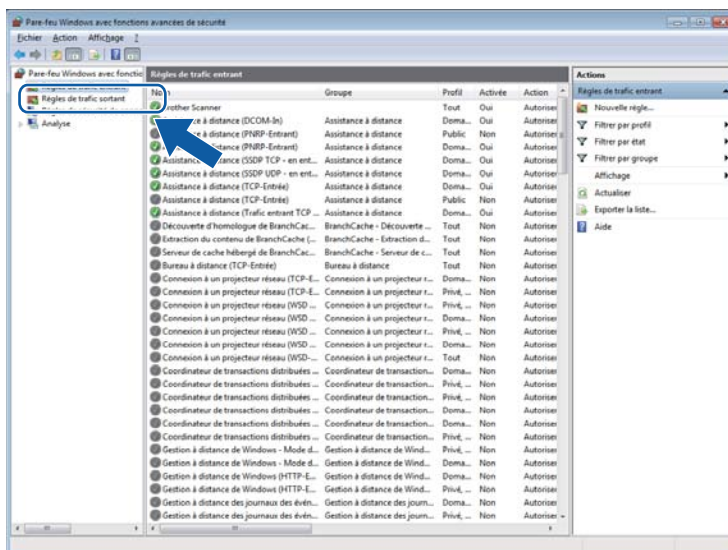 Pare-feu Windows avec fonctions avancées de sécurité
Fichier Action Affichage ?
Pare-feu Windows avec fonctic
Règles de trafic sortant
Analyse
Règles de trafic entrant
Groupe Profil Activée Action
rother Scanner Tout Oui Autoriser
ce à distance (DCOM-In) Assistance à distance Doma... Oui Autoriser
à distance (PNRP-Entrant) Assistance à distance Public Non Autoriser
stance (PNRP-Entrant) Assistance à distance Doma... Oui Autoriser
Assistance à distance (SSDP TCP - en ent... Assistance à distance Doma... Oui Autoriser
Assistance à distance (SSDP UDP - en ent... Assistance à distance Doma... Oui Autoriser
Assistance à distance (TCP-Entrée) Assistance à distance Doma... Oui Autoriser
Assistance à distance (TCP-Entrée) Assistance à distance Public Non Autoriser
Assistance à distance (Trafic entrant TCP ... Assistance à distance Doma... Oui Autoriser
Découverte d'homologue de BranchCac... BranchCache - Découverte ... Tout Non Autoriser
Extraction du contenu de BranchCache (... BranchCache - Extraction d... Tout Non Autoriser
Serveur de cache hébergé de BranchCac... BranchCache - Serveur de c... Tout Non Autoriser
Bureau à distance (TCP-Entrée) Bureau à distance Tout Non Autoriser
Connexion à un projecteur réseau (TCP-E... Connexion à un projecteur r... Doma... Non Autoriser
Connexion à un projecteur réseau (TCP-E... Connexion à un projecteur r... Privé, ... Non Autoriser
Connexion à un projecteur réseau (WSD ... Connexion à un projecteur r... Doma... Non Autoriser
Connexion à un projecteur réseau (WSD ... Connexion à un projecteur r... Privé, ... Non Autoriser
Connexion à un projecteur réseau (WSD ... Connexion à un projecteur r... Doma... Non Autoriser
Connexion à un projecteur réseau (WSD ... Connexion à un projecteur r... Privé, ... Non Autoriser
Connexion à un projecteur réseau (WSD-... Connexion à un projecteur r... Tout Non Autoriser
Coordinateur de transactions distribuées ... Coordinateur de transaction... Doma... Non Autoriser
Coordinateur de transactions distribuées ... Coordinateur de transaction... Privé, ... Non Autoriser
Coordinateur de transactions distribuées ... Coordinateur de transaction... Privé, ... Non Autoriser
Coordinateur de transactions distribuées ... Coordinateur de transaction... Doma... Non Autoriser
Coordinateur de transactions distribuées ... Coordinateur de transaction... Doma... Non Autoriser
Coordinateur de transactions distribuées ... Coordinateur de transaction... Privé, ... Non Autoriser
Gestion à distance de Windows - Mode d... Gestion à distance de Wind... Privé, ... Non Autoriser
Gestion à distance de Windows - Mode d... Gestion à distance de Wind... Doma... Non Autoriser
Gestion à distance de Windows (HTTP-E... Gestion à distance de Wind... Doma... Non Autoriser
Gestion à distance de Windows (HTTP-E... Gestion à distance de Wind... Privé, ... Non Autoriser
Gestion à distance des journaux des évén... Gestion à distance des journ... Doma... Non Autoriser
Gestion à distance des journaux des évén... Gestion à distance des journ... Privé, ... Non Autoriser
Actions
Règles de trafic entrant
Nouvelle règle...
Filtrer par profil
Filtrer par état
Filtrer par groupe
Affichage
Actualiser
Exporter la liste...
Aide